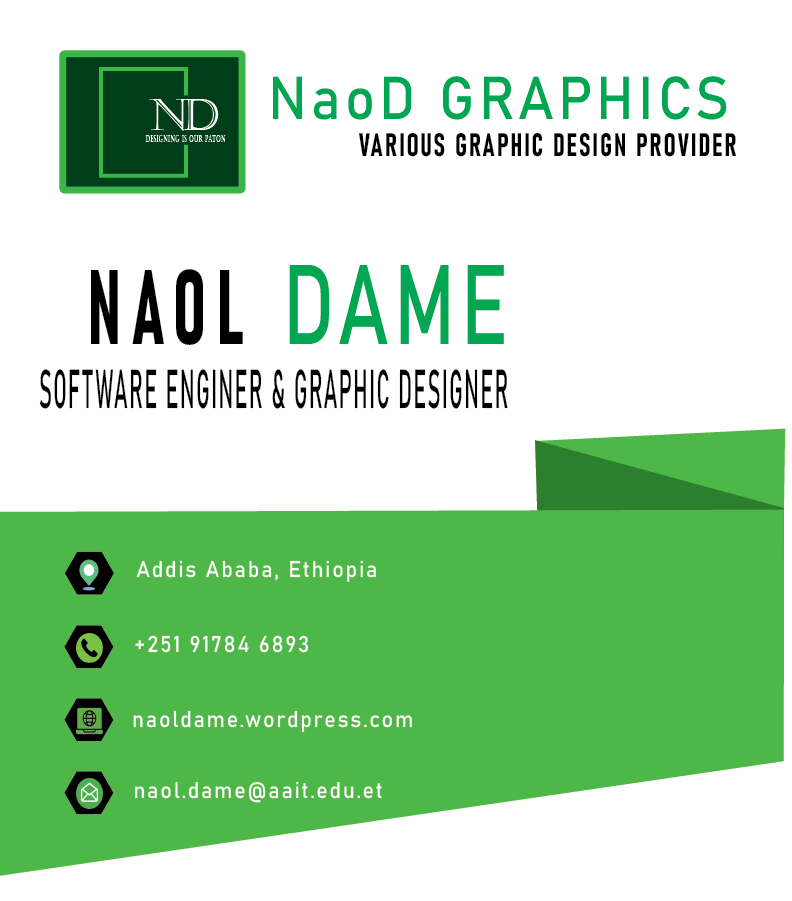 ND
DESIGNING IS OUR PATON
NaoD GRAPHICS
VARIOUS GRAPHIC DESIGN PROVIDER
NAOL DAME
SOFTWARE ENGINER & GRAPHIC DESIGNER
Addis Ababa, Ethiopia
+251 91784 6893
naoldame.wordpress.com
naol.dame@aait.edu.et